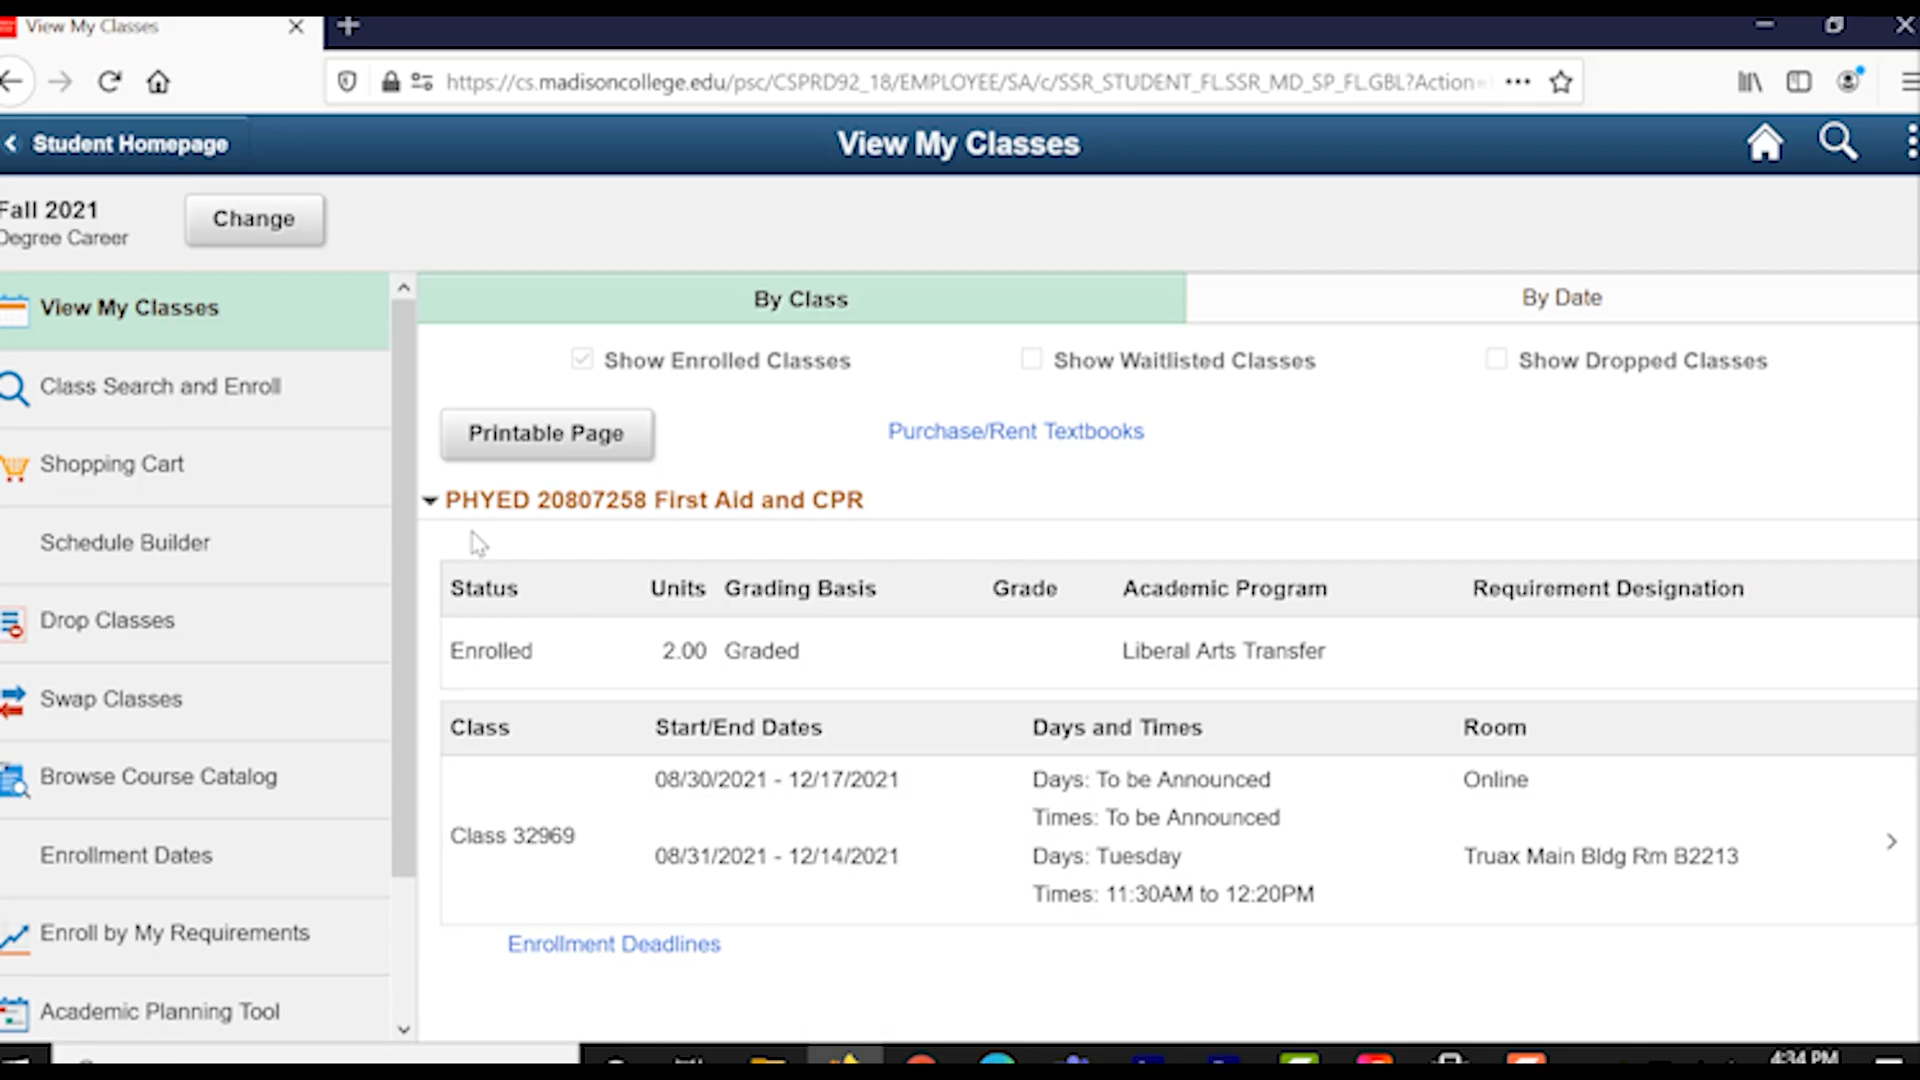 View My Classes
https://cs.madisoncollege.edu/psc/CSPRD92_18/EMPLOYEE/SA/c/SSR_STUDENT_FL.SSR_MD_SP_FL.GBL?Action=
Student Homepage
View My Classes
Fall 2021
Degree Career
Change
View My Classes
Class Search and Enroll
Shopping Cart
Schedule Builder
Drop Classes
Swap Classes
Browse Course Catalog
Enrollment Dates
Enroll by My Requirements
Academic Planning Tool
By Class
By Date
Show Enrolled Classes
Show Waitlisted Classes
Show Dropped Classes
Printable Page
Purchase/Rent Textbooks
PHYED 20807258 First Aid and CPR
Status Units Grading Basis Grade Academic Program Requirement Designation
Enrolled 2.00 Graded Liberal Arts Transfer
Class Start/End Dates Days and Times Room
Class 32969
08/30/2021 - 12/17/2021 Days: To be Announced Online
Times: To be Announced
08/31/2021 - 12/14/2021 Days: Tuesday Truax Main Bldg Rm B2213
Times: 11:30AM to 12:20PM
Enrollment Deadlines
4:34 PM